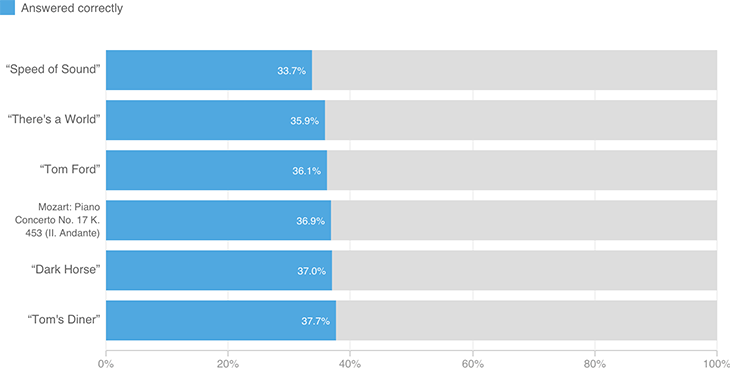 Answered correctly
“Speed of Sound”
33.7%
“There's a World”
35.9%
“Tom Ford”
36.1%
Mozart: Piano
Concerto No. 17 K.
453 (II. Andante)
36.9%
“Dark Horse”
37.0%
“Tom's Diner”
37.7%
0%
20%
40%
60%
80%
100%